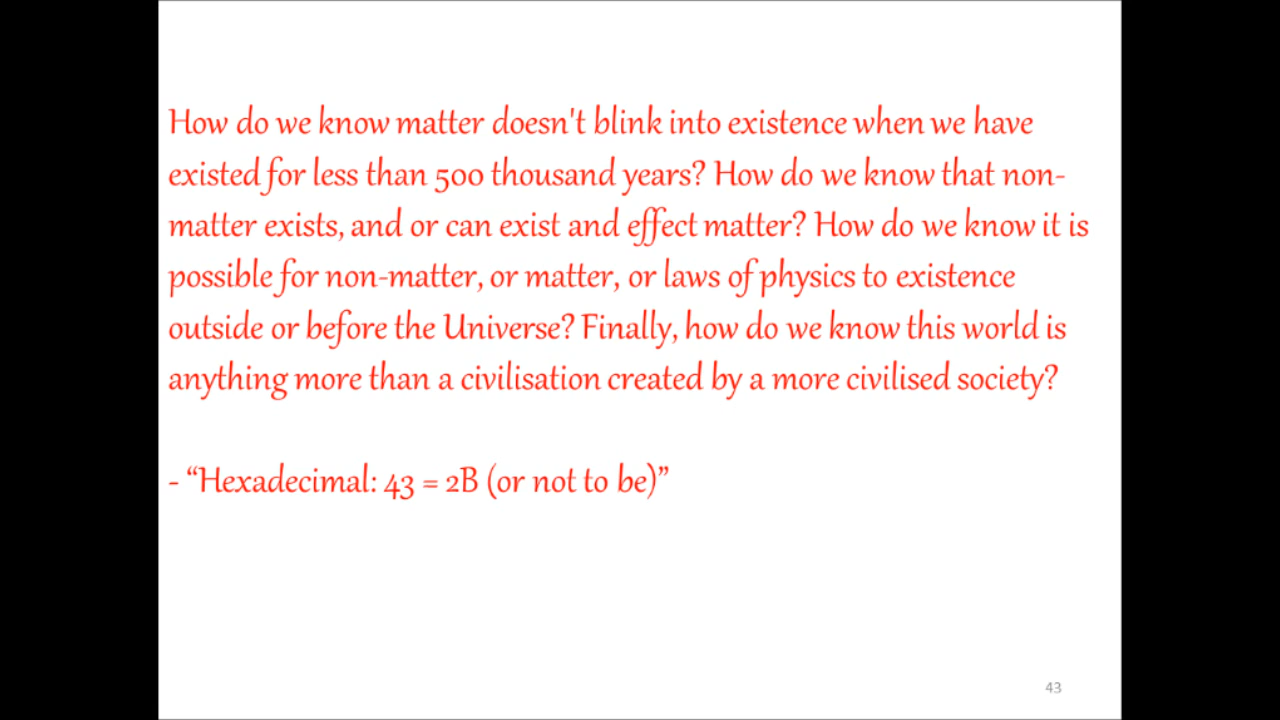 How do we know matter doesn't blink into existence when we have
existed for less than 500 thousand years? How do we know that non-
matter exists, and or can exist and effect matter? How do we know it is
possible for non-matter, or matter, or laws of physics to existence
outside or before the Universe? Finally, how do we know this world is
anything more than a civilisation created by a more civilised society?
- “Hexadecimal: 43 = 2B (or not to be)”
43